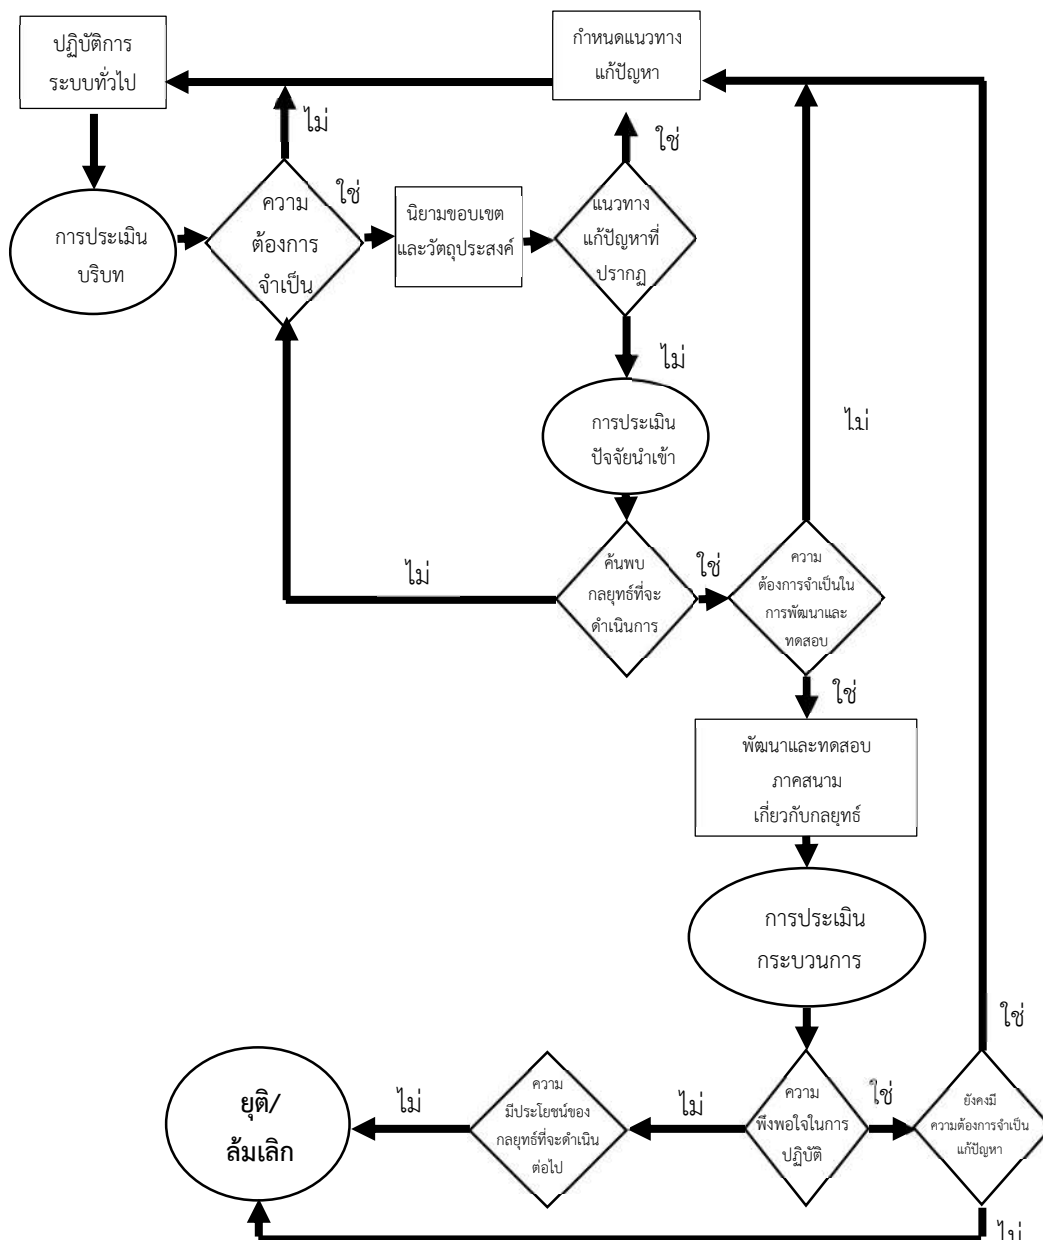 ปฏิบัติการ
ระบบทั่วไป
กำหนดแนวทาง
แก้ปัญหา
ไม่
ใช่
การประเมิน
บริบท
ความ
ต้องการ
จำเป็น
ใช่
นิยามขอบเขต
และวัตถุประสงค์
แนวทาง
แก้ปัญหาที่
ปรากฏ
ไม่
การประเมิน
ปัจจัยนำเข้า
ไม่
ไม่
ค้นพบ
กลยุทธ์ที่จะ
ดำเนินการ
ใช่
ความ
ต้องการจำเป็นใน
การพัฒนาและ
ทดสอบ
ใช่
พัฒนาและทดสอบ
ภาคสนาม
เกี่ยวกับกลยุทธ์
การประเมิน
กระบวนการ
ใช่
ยุติ/
ล้มเลิก
ไม่
ความ
มีประโยชน์ของ
กลยุทธ์ที่จะดำเนิน
ต่อไป
ไม่
ความ
พึงพอใจในการ
ปฏิบัติ
ใช่
ยังคงมี
ความต้องการจำเป็น
แก้ปัญหา
ไม่